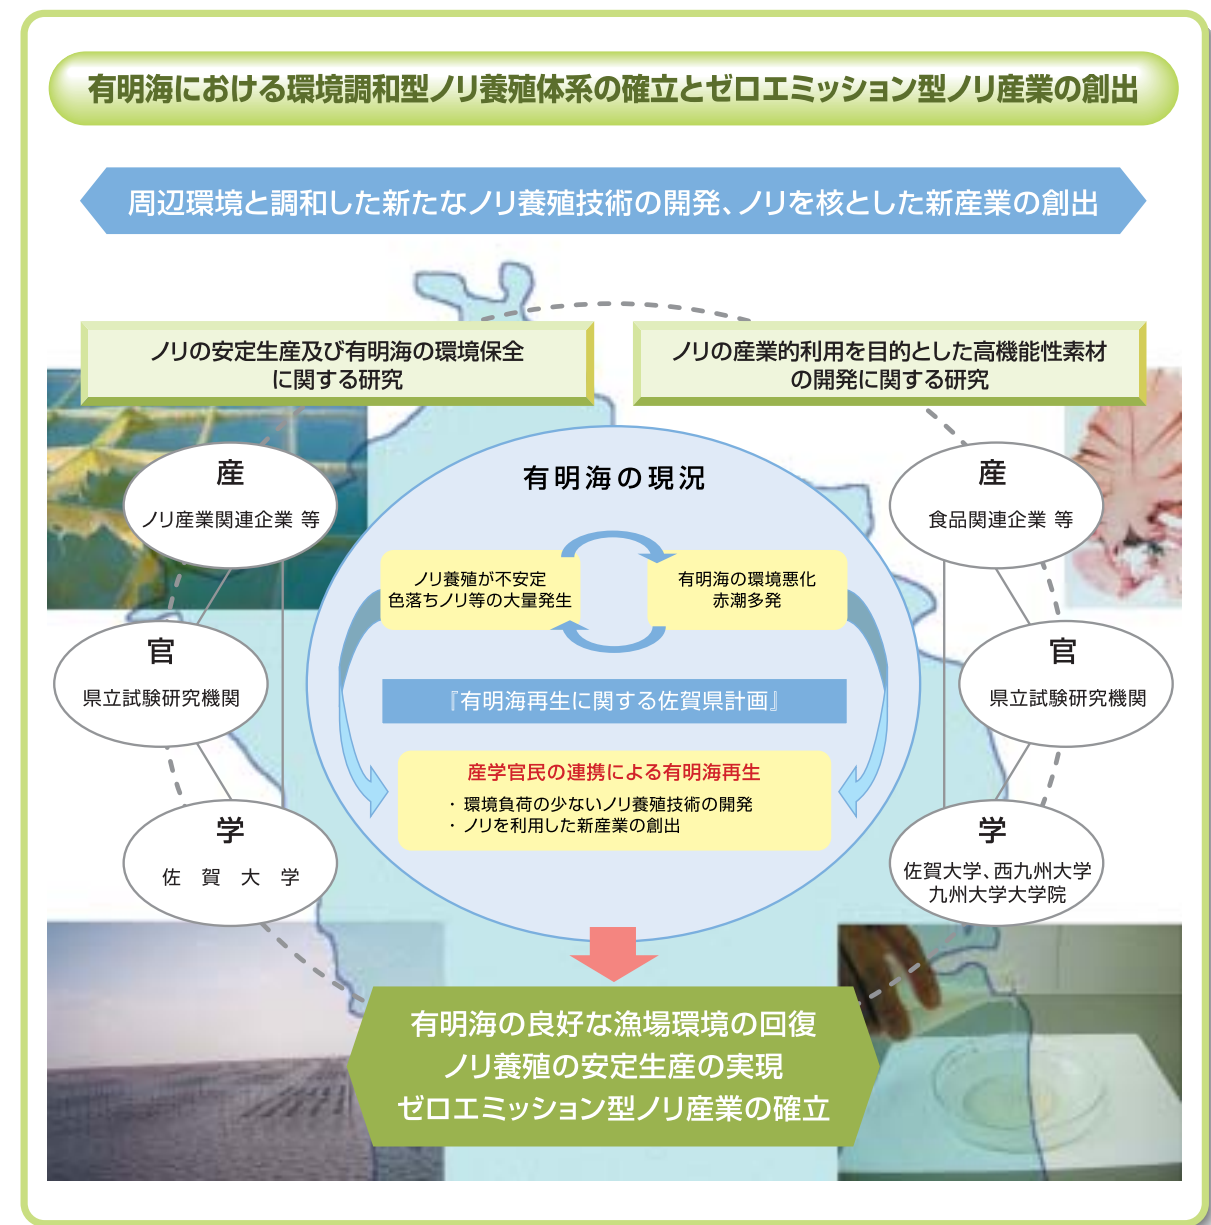 有明海における環境調和型ノリ養殖体系の確立とゼロエミッション型ノリ産業の創出
周辺環境と調和した新たなノリ養殖技術の開発、ノリを核とした新産業の創出
ノリの安定生産及び有明海の環境保全
に関する研究
ノリの産業的利用を目的とした高機能性素材
の開発に関する研究
産
ノリ産業関連企業 等
官
県立試験研究機関
学
佐　賀　大　学
有明海の現況
ノリ養殖が不安定
色落ちノリ等の大量発生
有明海の環境悪化
赤潮多発
『有明海再生に関する佐賀県計画』
産学官民の連携による有明海再生
・ 環境負荷の少ないノリ養殖技術の開発
・ ノリを利用した新産業の創出
産
食品関連企業 等
官
県立試験研究機関
学
佐賀大学、西九州大学
九州大学大学院
有明海の良好な漁場環境の回復
ノリ養殖の安定生産の実現
ゼロエミッション型ノリ産業の確立